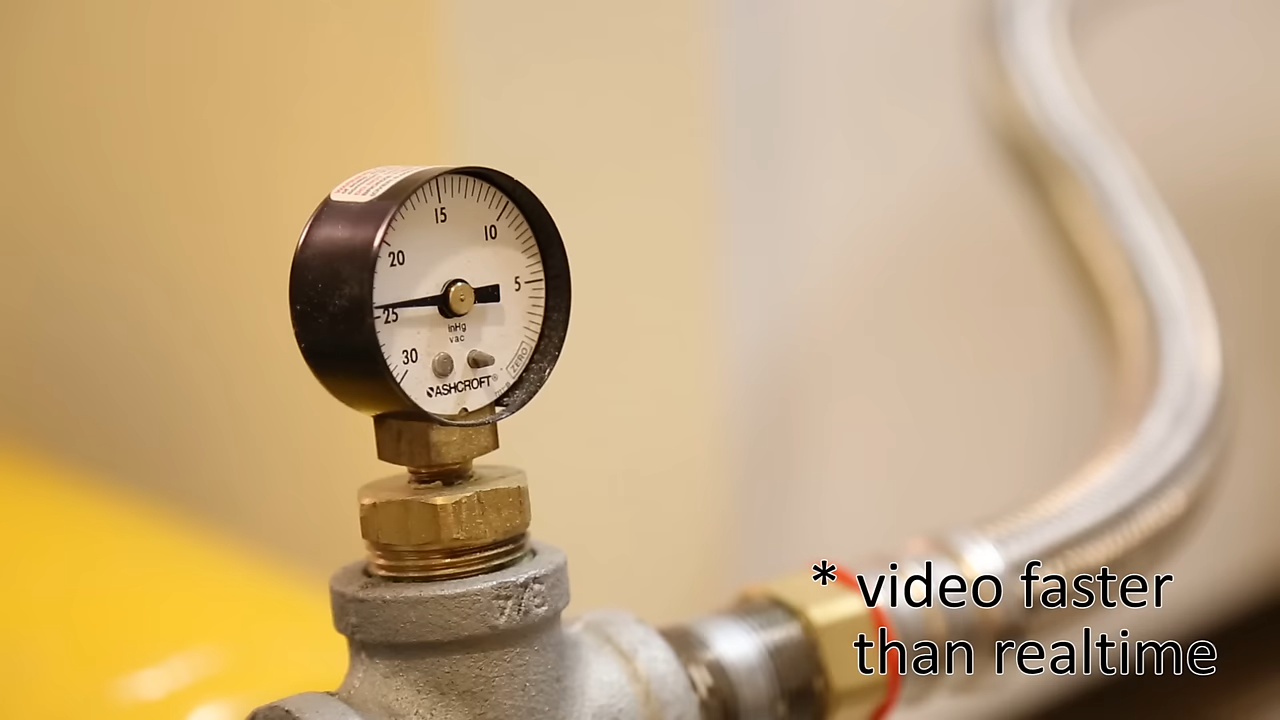 15
10
20
5
25
inHg
vac
30
ZERO
ASHCROFT®
* video faster
than realtime